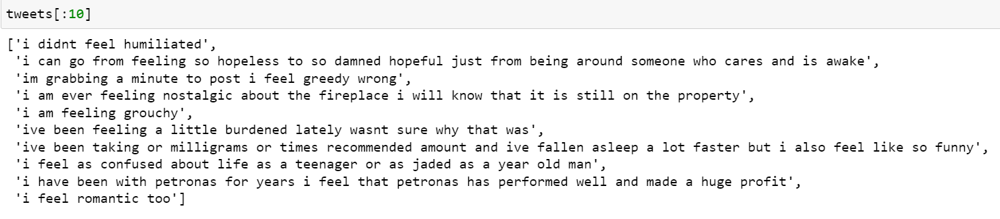 tweets[:10]
['i didnt feel humiliated',
'i can go from feeling so hopeless to so damned hopeful just from being around someone who cares and is awake',
'im grabbing a minute to post i feel greedy wrong',
'i am ever feeling nostalgic about the fireplace i will know that it is still on the property',
'i am feeling grouchy',
'ive been feeling a little burdened lately wasnt sure why that was',
'ive been taking or milligrams or times recommended amount and ive fallen asleep a lot faster but i also feel like so funny',
'i feel as confused about life as a teenager or as jaded as a year old man',
'i have been with petronas for years i feel that petronas has performed well and made a huge profit',
'i feel romantic too']